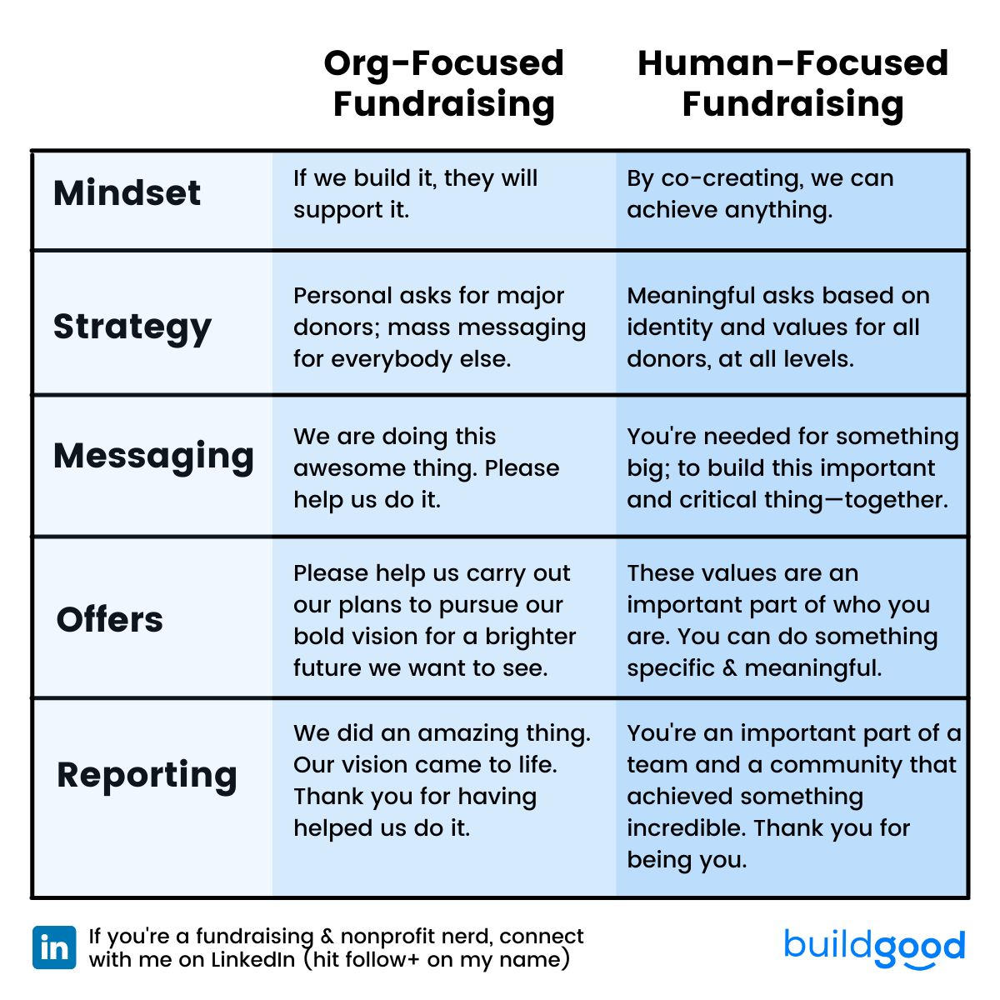 Org-Focused
Fundraising
Human-Focused
Fundraising
Mindset
If we build it, they will
support it.
By co-creating, we can
achieve anything.
Strategy
Personal asks for major
donors; mass messaging
for everybody else.
Meaningful asks based on
identity and values for all
donors, at all levels.
Messaging
We are doing this
awesome thing. Please
help us do it.
You're needed for something
big; to build this important
and critical thing—together.
Offers
Please help us carry out
our plans to pursue our
bold vision for a brighter
future we want to see.
These values are an
important part of who you
are. You can do something
specific & meaningful.
Reporting
We did an amazing thing.
Our vision came to life.
Thank you for having
helped us do it.
You're an important part of a
team and a community that
achieved something
incredible. Thank you for
being you.
in
If you're a fundraising & nonprofit nerd, connect
with me on LinkedIn (hit follow+ on my name)
buildgood